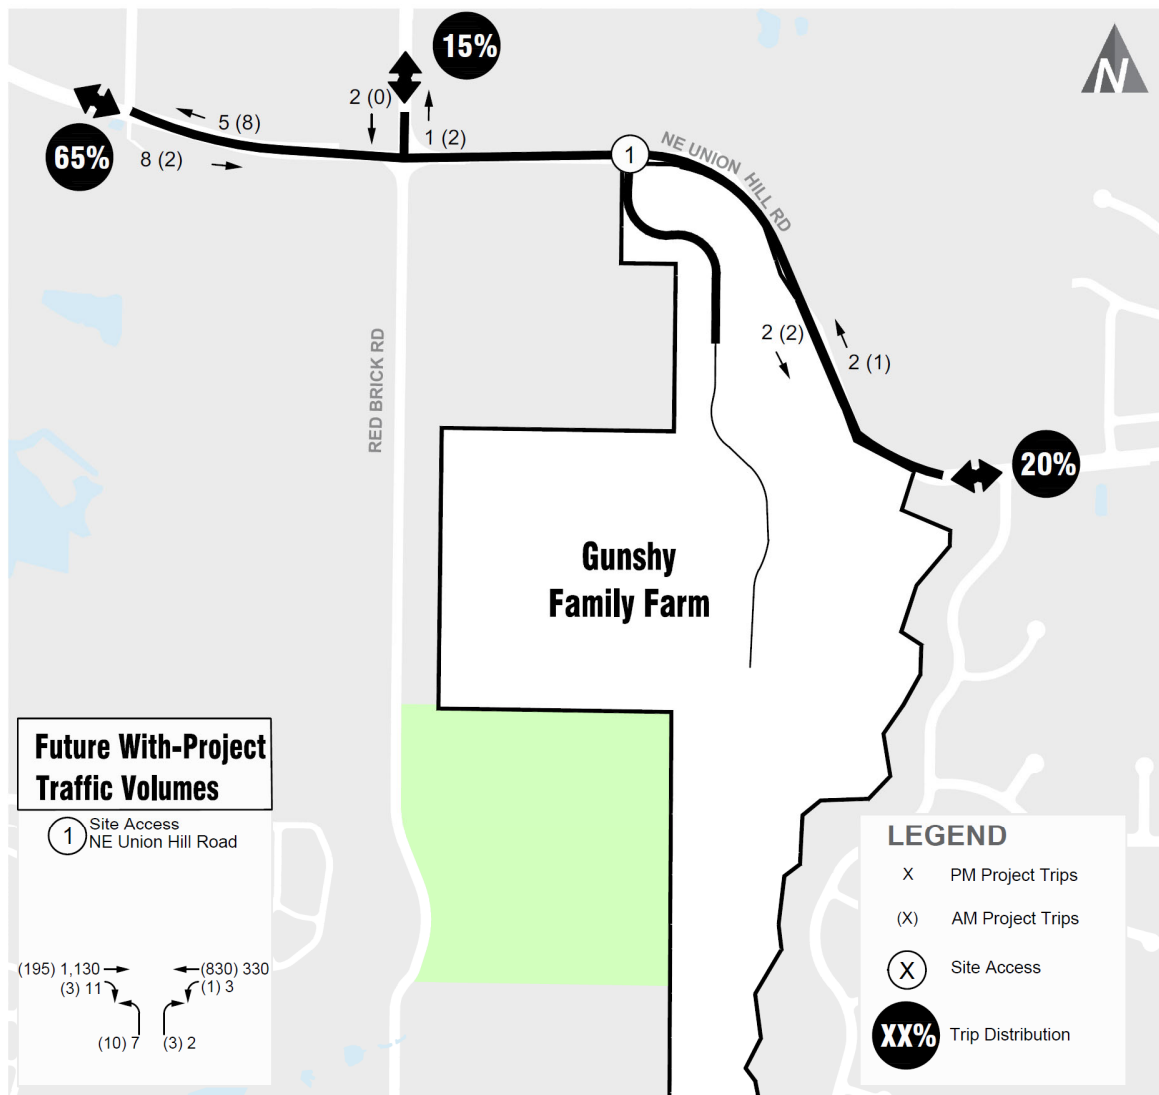 15%
N
2 (0)
5 (8)
1 (2)
65%
8 (2)
1
NE UNION HILL RD
2 (2)
2 (1)
RED BRICK RD
20%
Gunshy
Family Farm
Future With-Project
Traffic Volumes
1
Site Access
NE Union Hill Road
(195) 1,130
(830) 330
(3) 11
(1) 3
(10) 7
(3) 2
LEGEND
X PM Project Trips
(X) AM Project Trips
X Site Access
XX% Trip Distribution